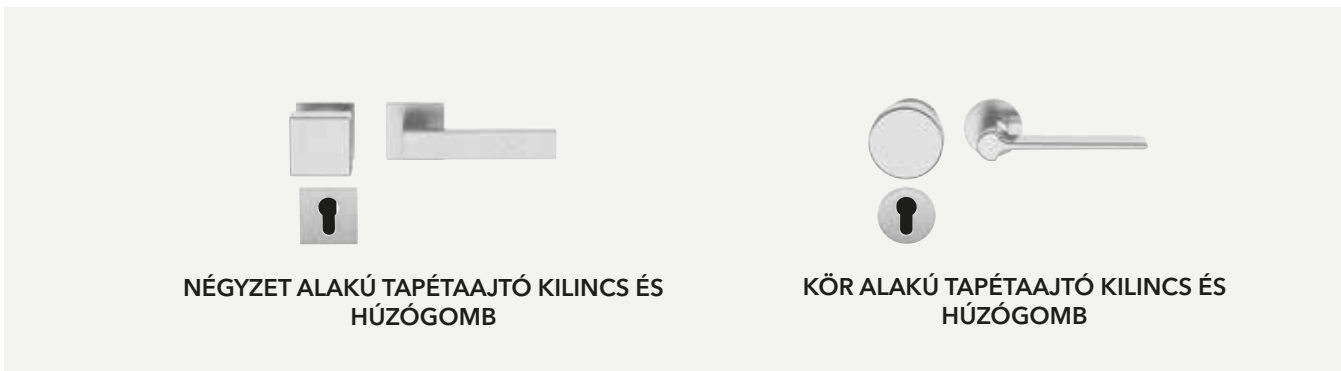 NÉGYZET ALAKÚ TAPÉTAAJTÓ KILINCS ÉS
HÚZÓGOMB
KÖR ALAKÚ TAPÉTAAJTÓ KILINCS ÉS
HÚZÓGOMB